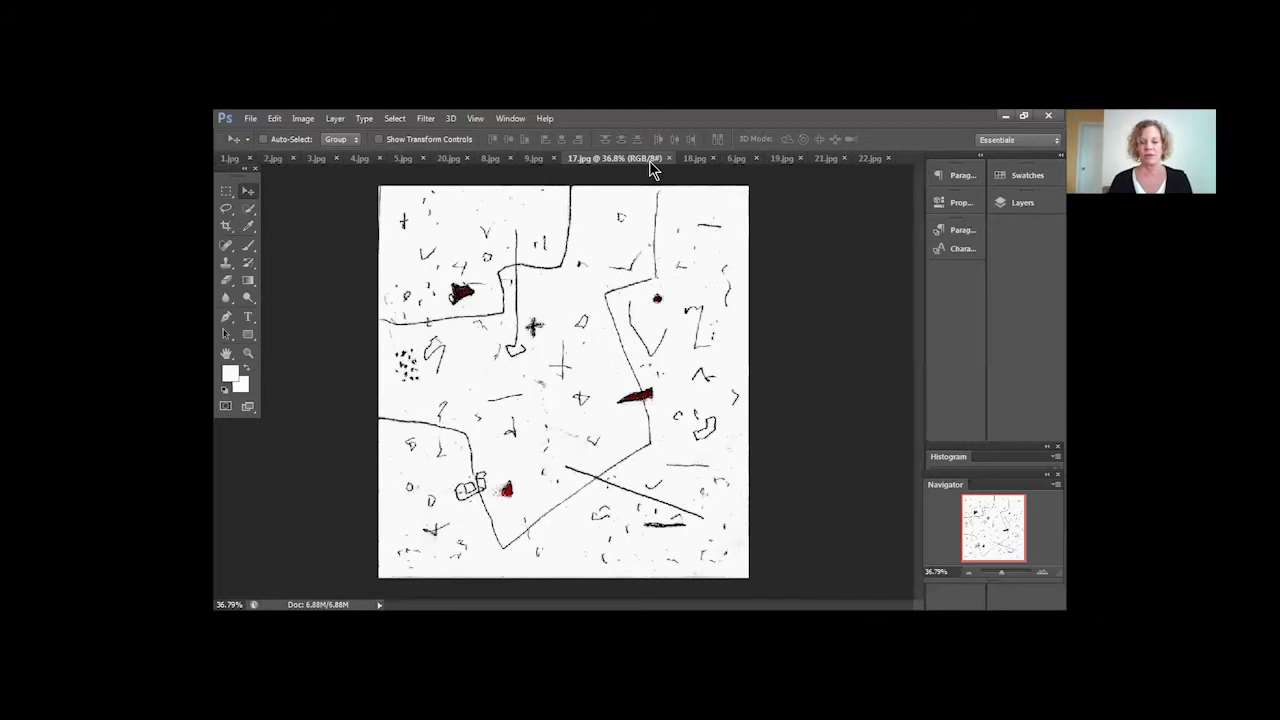 Ps File Edit Image Layer Type Select Filter 3D View Window Help
Auto-Select: Group Show Transform Controls 3D Mode: Essentials
1.jpg × 2.jpg × 3.jpg × 4.jpg × 5.jpg × 20.jpg × 8.jpg × 9.jpg × 17.jpg @ 36.8% (RGB/8#) × 18.jpg × 6.jpg × 19.jpg × 21.jpg × 22.jpg ×
Parag... Swatches
Prop... Layers
Parag...
Chara...
Histogram
Navigator
36.79%
36.79% Doc: 6.88M/6.88M